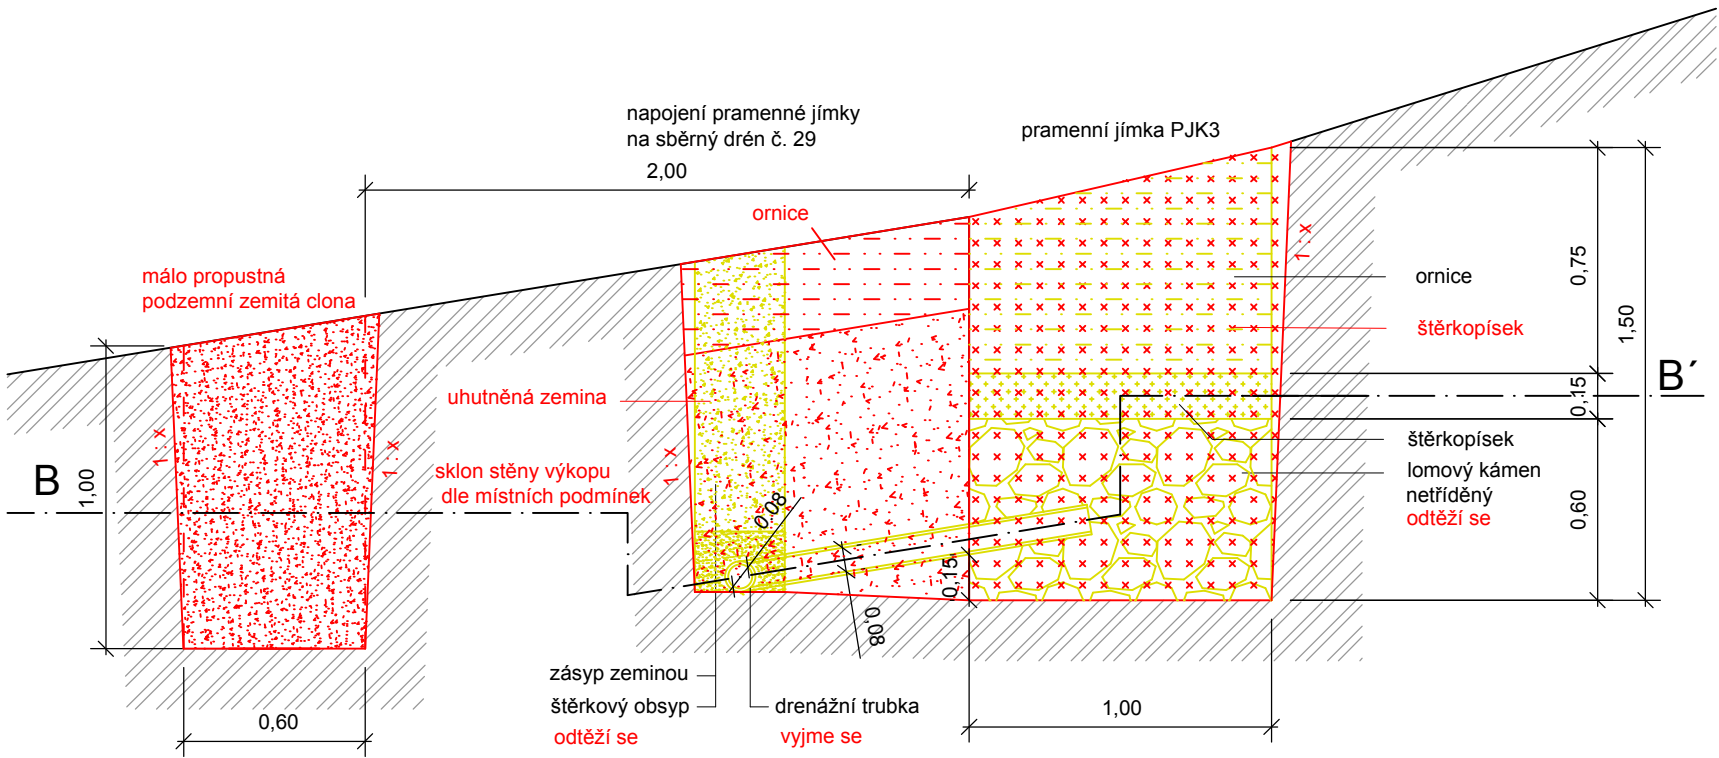 napojení pramenné jímky
na sběrný drén č. 29
pramenní jímka PJK3
2,00
ornice
málo propustná
podzemní zemitá clona
1:x
ornice
0,75
1,50
štěrkopísek
B´
uhutněná zemina
0,15
1:x
1:x
1:x
štěrkopísek
B
1,00
sklon stěny výkopu
dle místních podmínek
lomový kámen
netříděný
odtěží se
0,60
0,08
0,15
0,08
zásyp zeminou
štěrkový obsyp
odtěží se
drenážní trubka
vyjme se
0,60
1,00